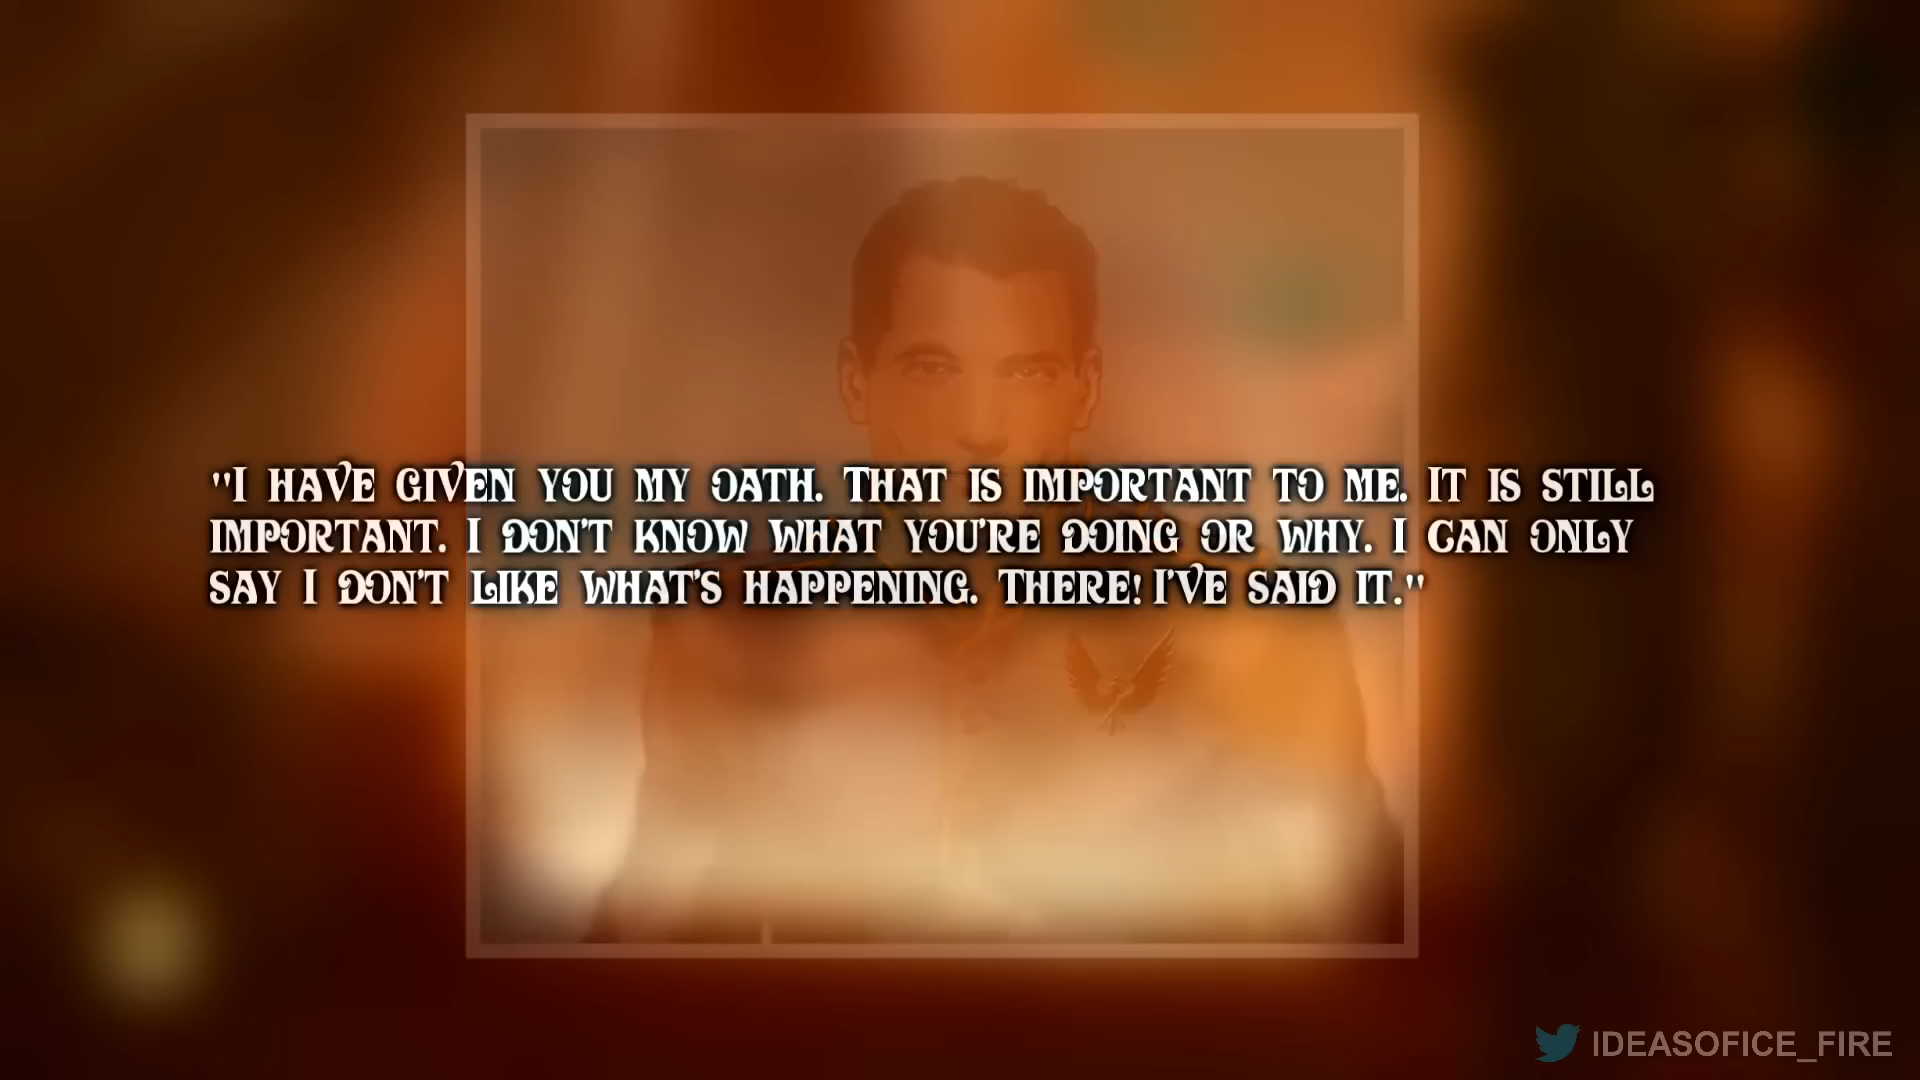 "I HAVE GIVEN YOU MY OATH. THAT IS IMPORTANT TO ME. IT IS STILL
IMPORTANT. I DON'T KNOW WHAT YOU'RE DOING OR WHY. I CAN ONLY
SAY I DON'T LIKE WHAT'S HAPPENING. THERE! I'VE SAID IT."
IDEASOFICE_FIRE